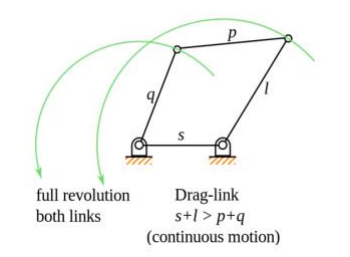 p
l
q
s
full revolution
both links
Drag-link
s+l > p+q
(continuous motion)